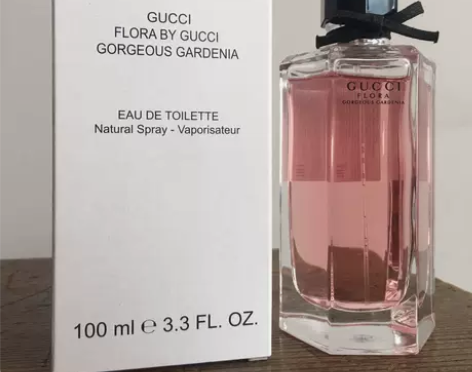 GUCCI
FLORA BY GUCCI
GORGEOUS GARDENIA
EAU DE TOILETTE
Natural Spray - Vaporisateur
100 ml ℮ 3.3 FL. OZ.
GUCCI
FLORA
GORGEOUS GARDENIA